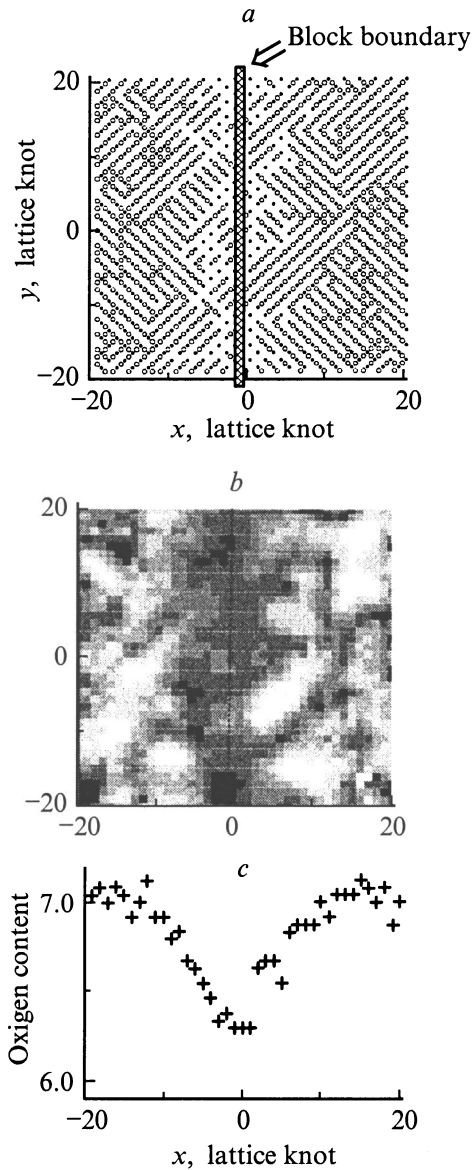 a
Block boundary
20
0
−20
y, lattice knot
−20 0 20
x, lattice knot
b
20
0
−20
−20 0 20
c
Oxigen content
7.0
6.0
−20 0 20
x, lattice knot